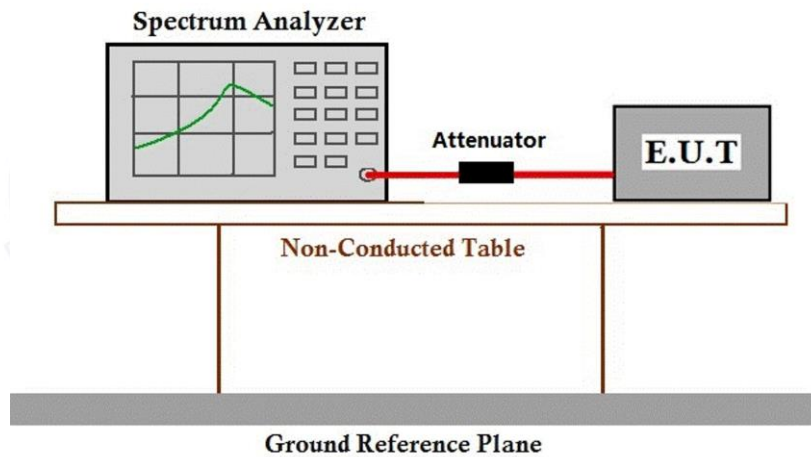 Spectrum Analyzer
Attenuator
E.U.T
Non-Conducted Table
Ground Reference Plane